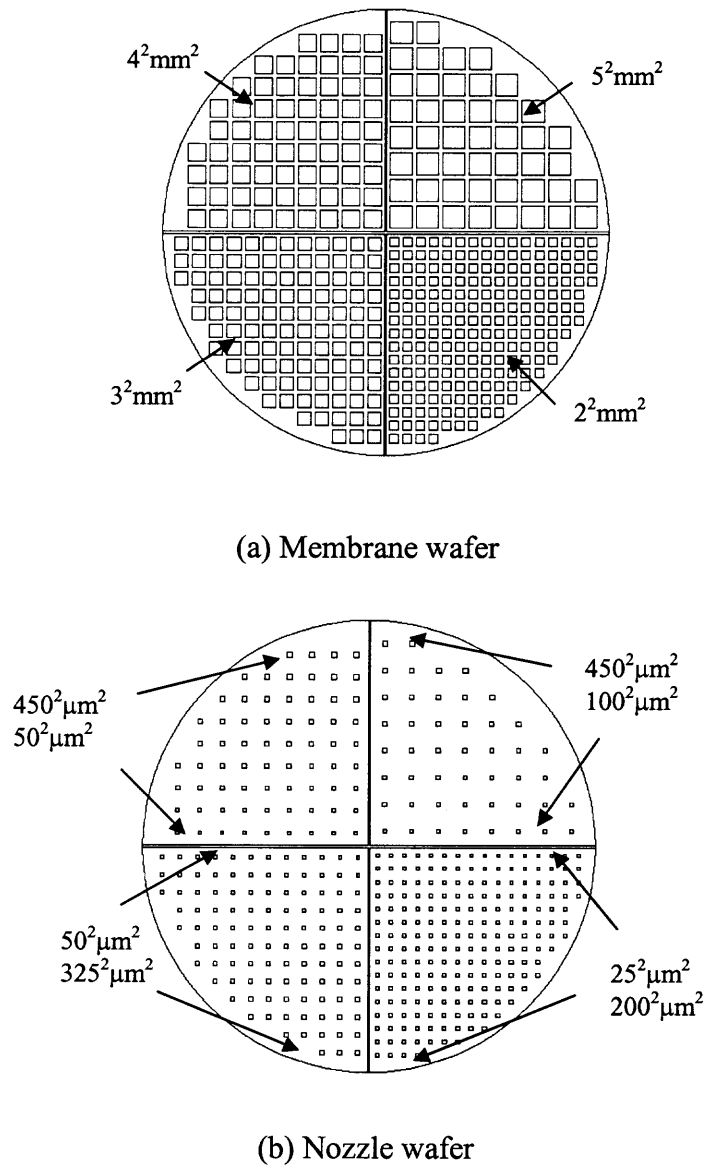 4²mm²
5²mm²
3²mm²
2²mm²
(a) Membrane wafer
450²μm²
50²μm²
450²μm²
100²μm²
50²μm²
325²μm²
25²μm²
200²μm²
(b) Nozzle wafer